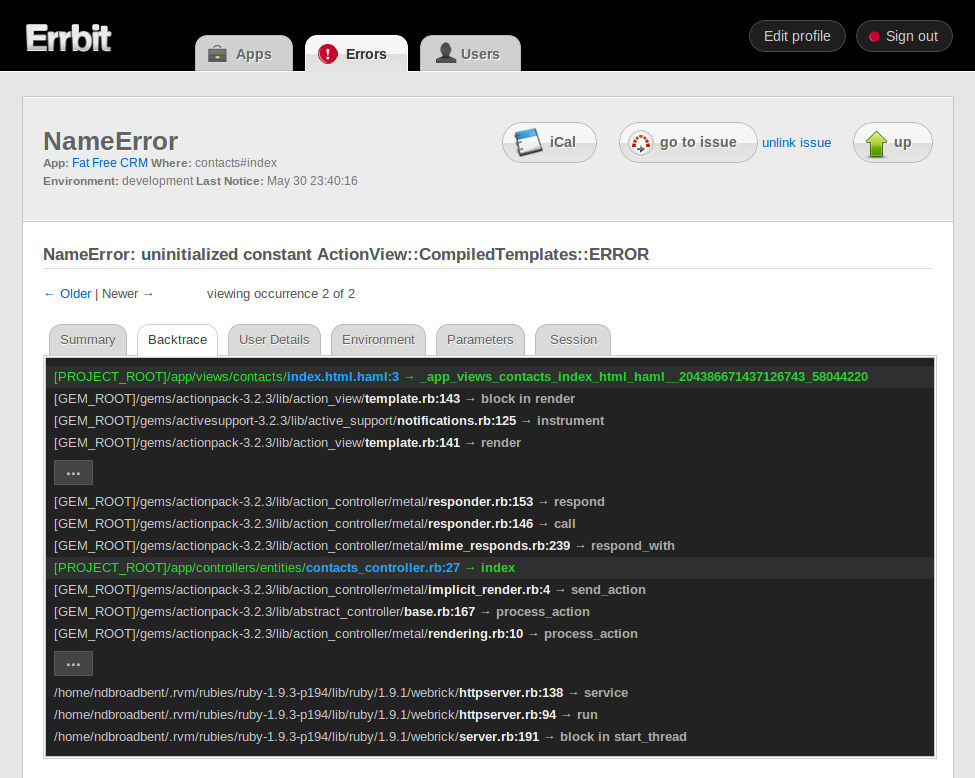 Errbit
Apps
Errors
Users
Edit profile
Sign out
NameError
App: Fat Free CRM Where: contacts#index
Environment: development Last Notice: May 30 23:40:16
iCal
go to issue
unlink issue
up
NameError: uninitialized constant ActionView::CompiledTemplates::ERROR
← Older | Newer → viewing occurrence 2 of 2
Summary
Backtrace
User Details
Environment
Parameters
Session
[PROJECT_ROOT]/app/views/contacts/index.html.haml:3 → _app_views_contacts_index_html_haml__204386671437126743_58044220
[GEM_ROOT]/gems/actionpack-3.2.3/lib/action_view/template.rb:143 → block in render
[GEM_ROOT]/gems/activesupport-3.2.3/lib/active_support/notifications.rb:125 → instrument
[GEM_ROOT]/gems/actionpack-3.2.3/lib/action_view/template.rb:141 → render
...
[GEM_ROOT]/gems/actionpack-3.2.3/lib/action_controller/metal/responder.rb:153 → respond
[GEM_ROOT]/gems/actionpack-3.2.3/lib/action_controller/metal/responder.rb:146 → call
[GEM_ROOT]/gems/actionpack-3.2.3/lib/action_controller/metal/mime_responds.rb:239 → respond_with
[PROJECT_ROOT]/app/controllers/entities/contacts_controller.rb:27 → index
[GEM_ROOT]/gems/actionpack-3.2.3/lib/action_controller/metal/implicit_render.rb:4 → send_action
[GEM_ROOT]/gems/actionpack-3.2.3/lib/abstract_controller/base.rb:167 → process_action
[GEM_ROOT]/gems/actionpack-3.2.3/lib/action_controller/metal/rendering.rb:10 → process_action
...
/home/ndbroadbent/.rvm/rubies/ruby-1.9.3-p194/lib/ruby/1.9.1/webrick/httpserver.rb:138 → service
/home/ndbroadbent/.rvm/rubies/ruby-1.9.3-p194/lib/ruby/1.9.1/webrick/httpserver.rb:94 → run
/home/ndbroadbent/.rvm/rubies/ruby-1.9.3-p194/lib/ruby/1.9.1/webrick/server.rb:191 → block in start_thread